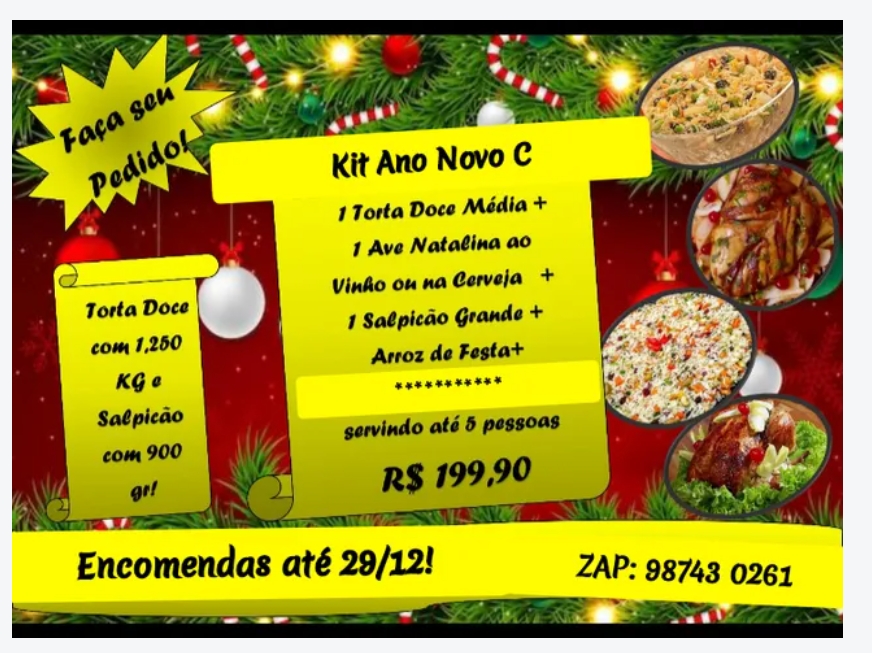 Faça seu
Pedido!
Kit Ano Novo C
1 Torta Doce Média +
1 Ave Natalina ao
Vinho ou na Cerveja +
1 Salpicão Grande +
Arroz de Festa+
***********
servindo até 5 pessoas
R$ 199,90
Torta Doce
com 1,250
KG e
Salpicão
com 900
gr!
Encomendas até 29/12!
ZAP: 98743 0261